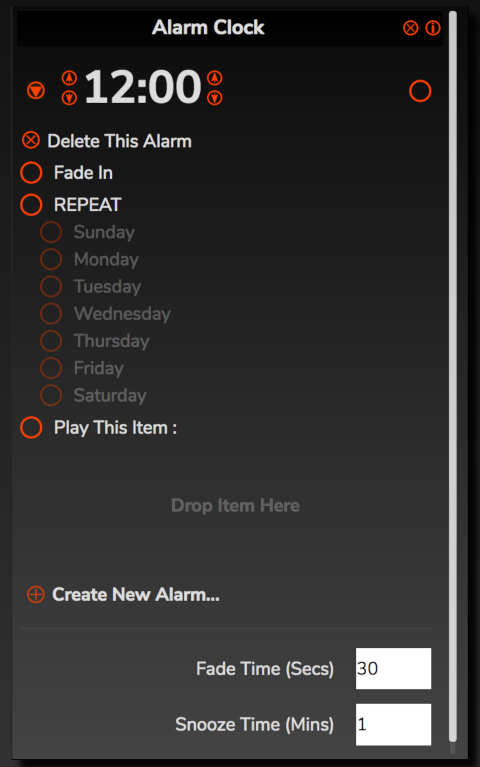 Alarm Clock
12:00
Delete This Alarm
Fade In
REPEAT
Sunday
Monday
Tuesday
Wednesday
Thursday
Friday
Saturday
Play This Item :
Drop Item Here
Create New Alarm...
Fade Time (Secs) 30
Snooze Time (Mins) 1